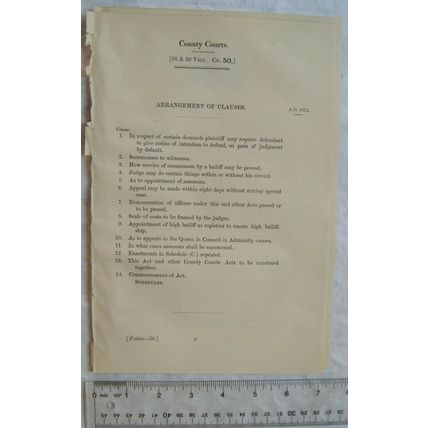 County Courts.
[38 & 39 VICT. CH. 50.]
ARRANGEMENT OF CLAUSES.
A.D. 1875.
Clause.
1. In respect of certain demands plaintiff may require defendant
to give notice of intention to defend, on pain of judgment
by default.
2. Summonses to witnesses.
3. How service of summonses by a bailiff may be proved.
4. Judge may do certain things within or without his circuit.
5. As to appointment of assessors.
6. Appeal may be made within eight days without stating special
case.
7. Remuneration of officers under this and other Acts passed or
to be passed.
8. Scale of costs to be framed by the judges.
9. Appointment of high bailiff as registrar to vacate high bailiff-
ship.
10. As to appeals to the Queen in Council in Admiralty causes.
11. In what cases assessors shall be summoned.
12. Enactments in Schedule (C.) repealed.
13. This Act and other County Courts Acts to be construed
together.
14. Commencement of Act.
SCHEDULES.
[Public.-50.]
0 1 2 3 4 5 6 7